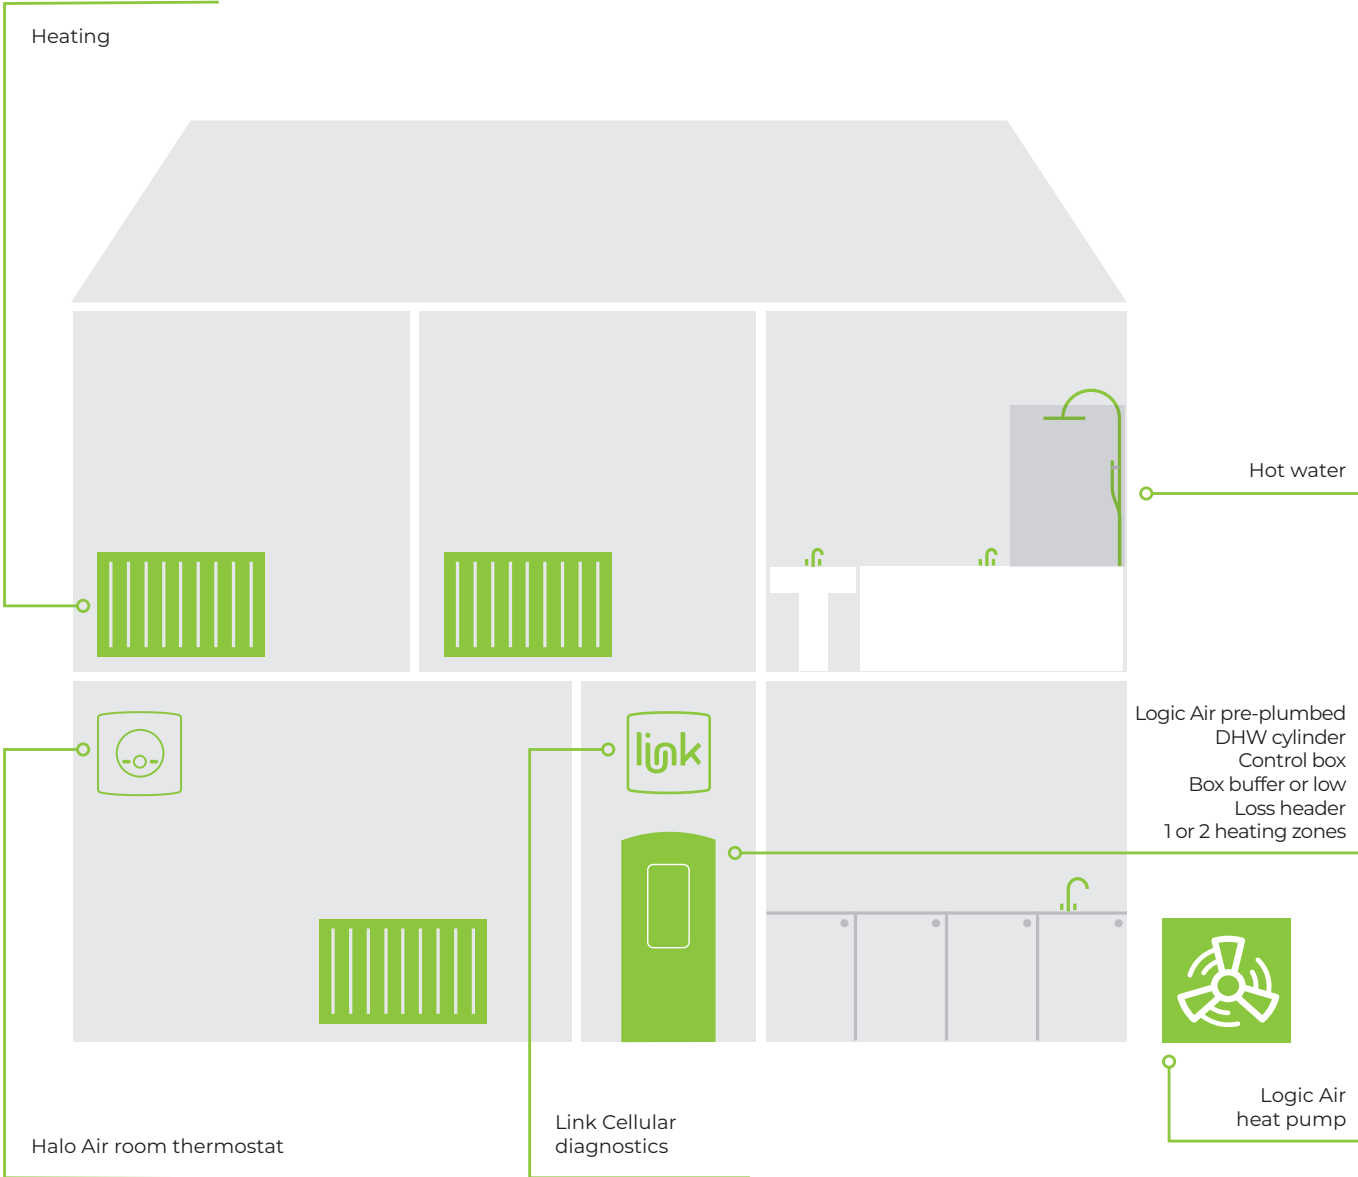 Heating
Hot water
Logic Air pre-plumbed
DHW cylinder
Control box
Box buffer or low
Loss header
1 or 2 heating zones
link
Logic Air
heat pump
Link Cellular
diagnostics
Halo Air room thermostat